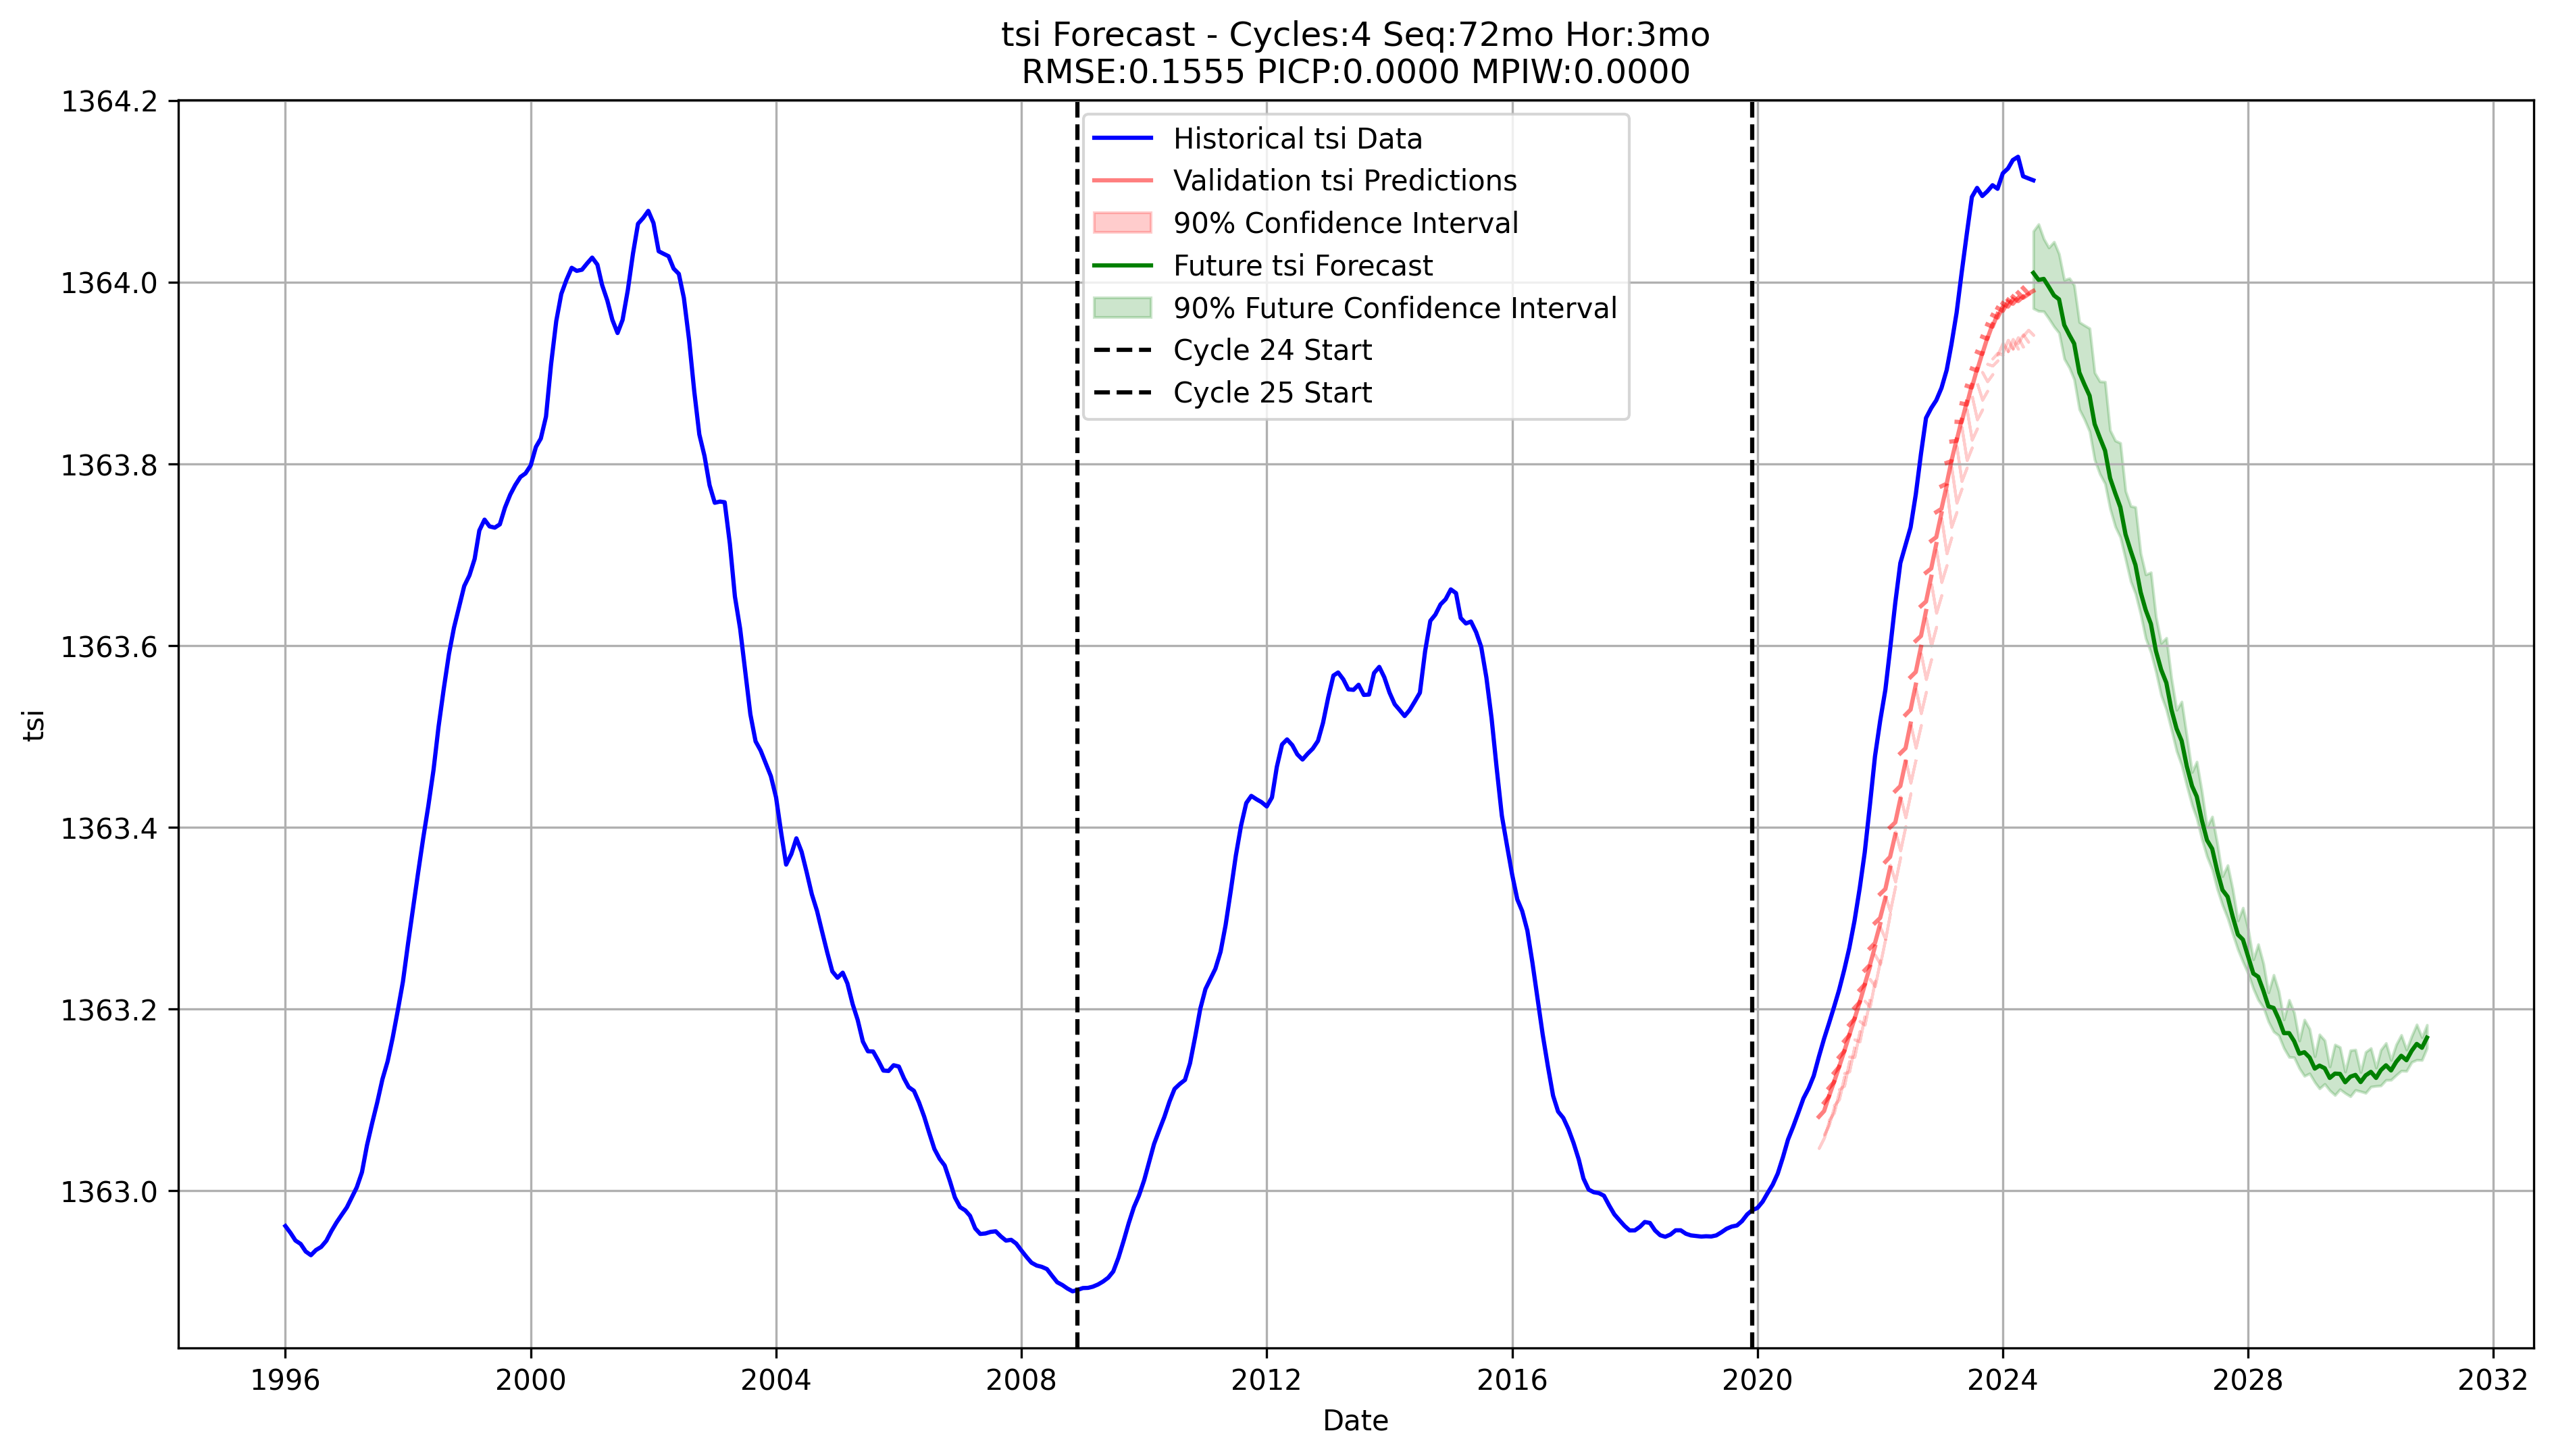 tsi Forecast - Cycles:4 Seq:72mo Hor:3mo
RMSE:0.1555 PICP:0.0000 MPIW:0.0000
1364.2
1364.0
1363.8
1363.6
1363.4
1363.2
1363.0
tsi
Historical tsi Data
Validation tsi Predictions
90% Confidence Interval
Future tsi Forecast
90% Future Confidence Interval
Cycle 24 Start
Cycle 25 Start
1996 2000 2004 2008 2012 2016 2020 2024 2028 2032
Date